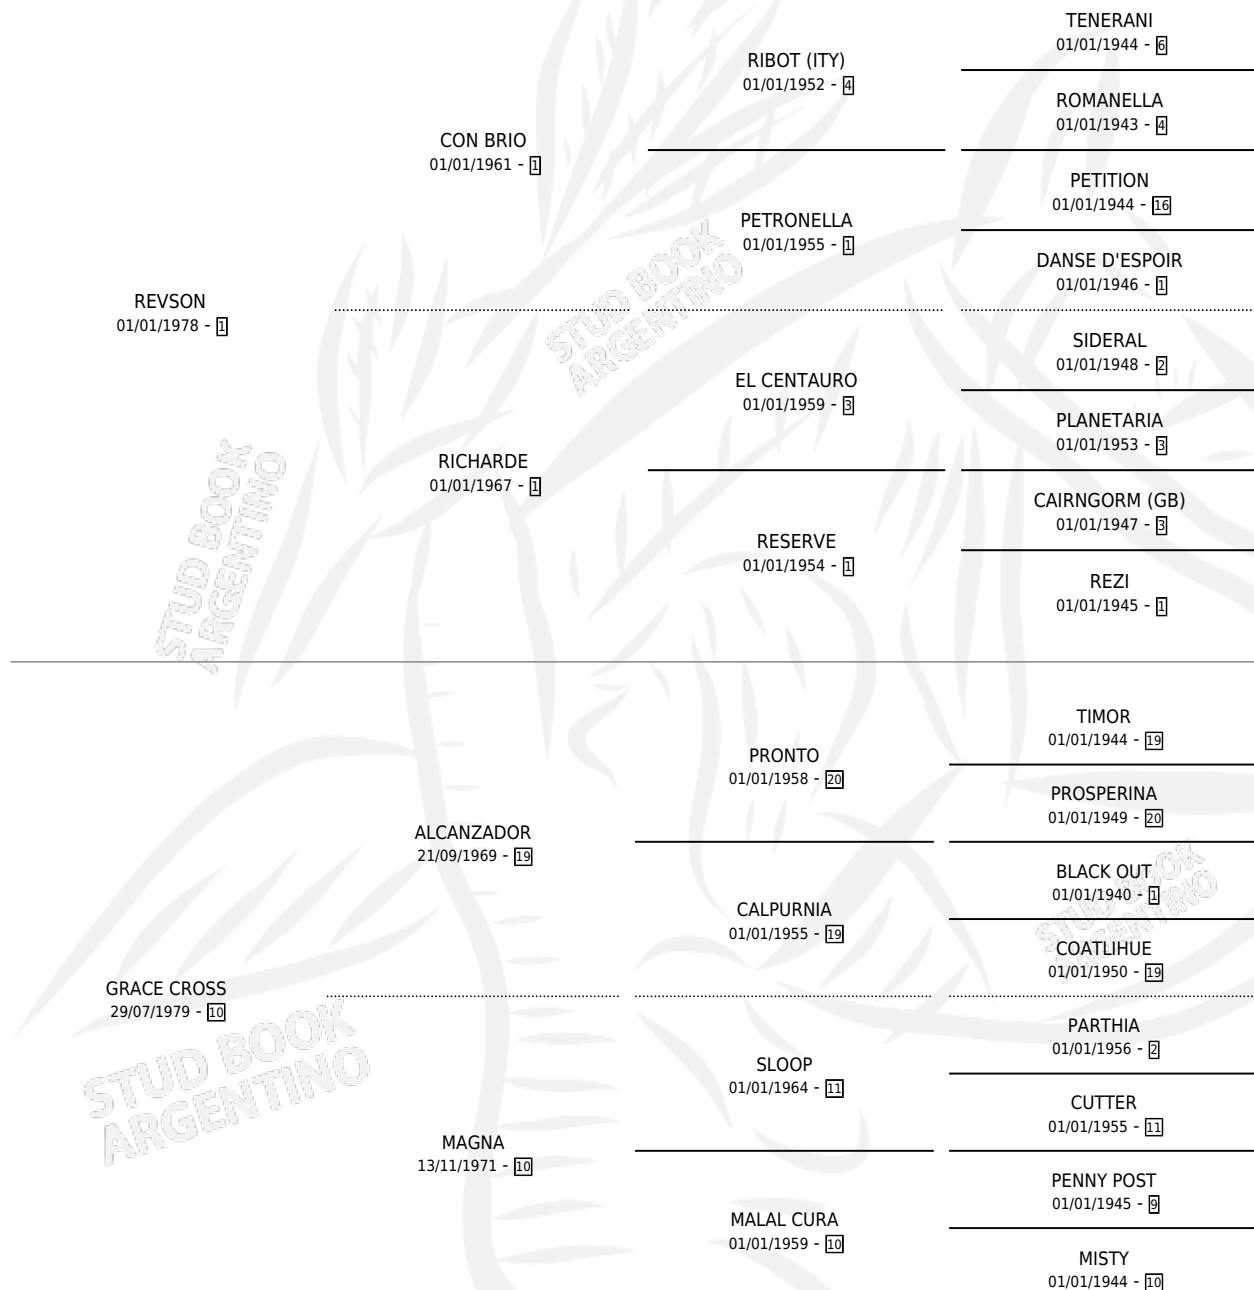 TENERANI
01/01/1944 - 6
RIBOT (ITY)
01/01/1952 - 4
ROMANELLA
01/01/1943 - 4
CON BRIO
01/01/1961 - 1
PETITION
01/01/1944 - 16
PETRONELLA
01/01/1955 - 1
DANSE D'ESPOIR
01/01/1946 - 1
REVSON
01/01/1978 - 1
SIDERAL
01/01/1948 - 2
EL CENTAURO
01/01/1959 - 3
PLANETARIA
01/01/1953 - 3
RICHARDE
01/01/1967 - 1
CAIRNGORM (GB)
01/01/1947 - 3
RESERVE
01/01/1954 - 1
REZI
01/01/1945 - 1
STUD BOOK
ARGENTINO
STUD BOOK
ARGENTINO
TIMOR
01/01/1944 - 19
PRONTO
01/01/1958 - 20
PROSPERINA
01/01/1949 - 20
ALCANZADOR
21/09/1969 - 19
BLACK OUT
01/01/1940 - 1
CALPURNIA
01/01/1955 - 19
COATLIHUE
01/01/1950 - 19
STUD BOOK
ARGENTINO
GRACE CROSS
29/07/1979 - 10
PARTHIA
01/01/1956 - 2
SLOOP
01/01/1964 - 11
CUTTER
01/01/1955 - 11
STUD BOOK
ARGENTINO
MAGNA
13/11/1971 - 10
PENNY POST
01/01/1945 - 9
MALAL CURA
01/01/1959 - 10
MISTY
01/01/1944 - 10